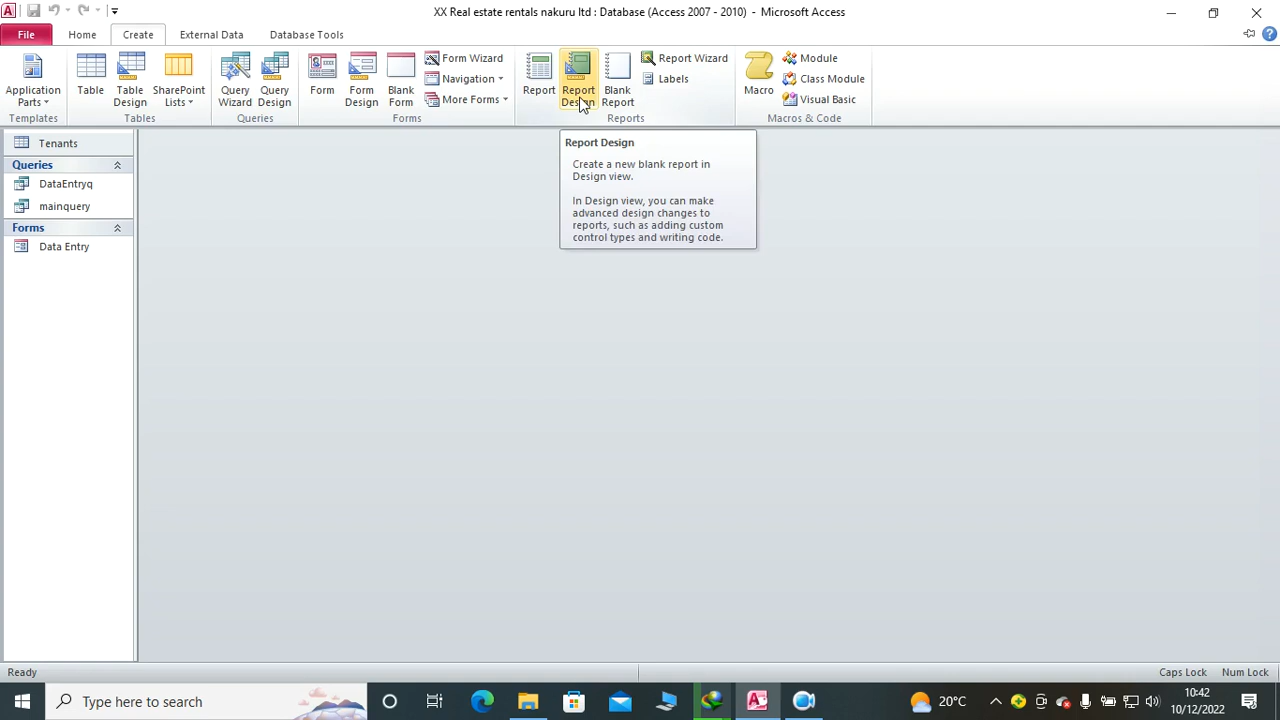 XX Real estate rentals nakuru ltd : Database (Access 2007 - 2010) - Microsoft Access
File Home Create External Data Database Tools
Application Parts
Table
Table Design
SharePoint Lists
Query Wizard
Query Design
Form
Form Design
Blank Form
Form Wizard
Navigation
More Forms
Report
Report Design
Blank Report
Report Wizard
Labels
Macro
Module
Class Module
Visual Basic
Templates Tables Queries Forms Reports Macros & Code
Tenants
Queries
DataEntryq
mainquery
Forms
Data Entry
Report Design
Create a new blank report in
Design view.
In Design view, you can make
advanced design changes to
reports, such as adding custom
control types and writing code.
Ready
Caps Lock Num Lock
Type here to search
20°C
10:42
10/12/2022